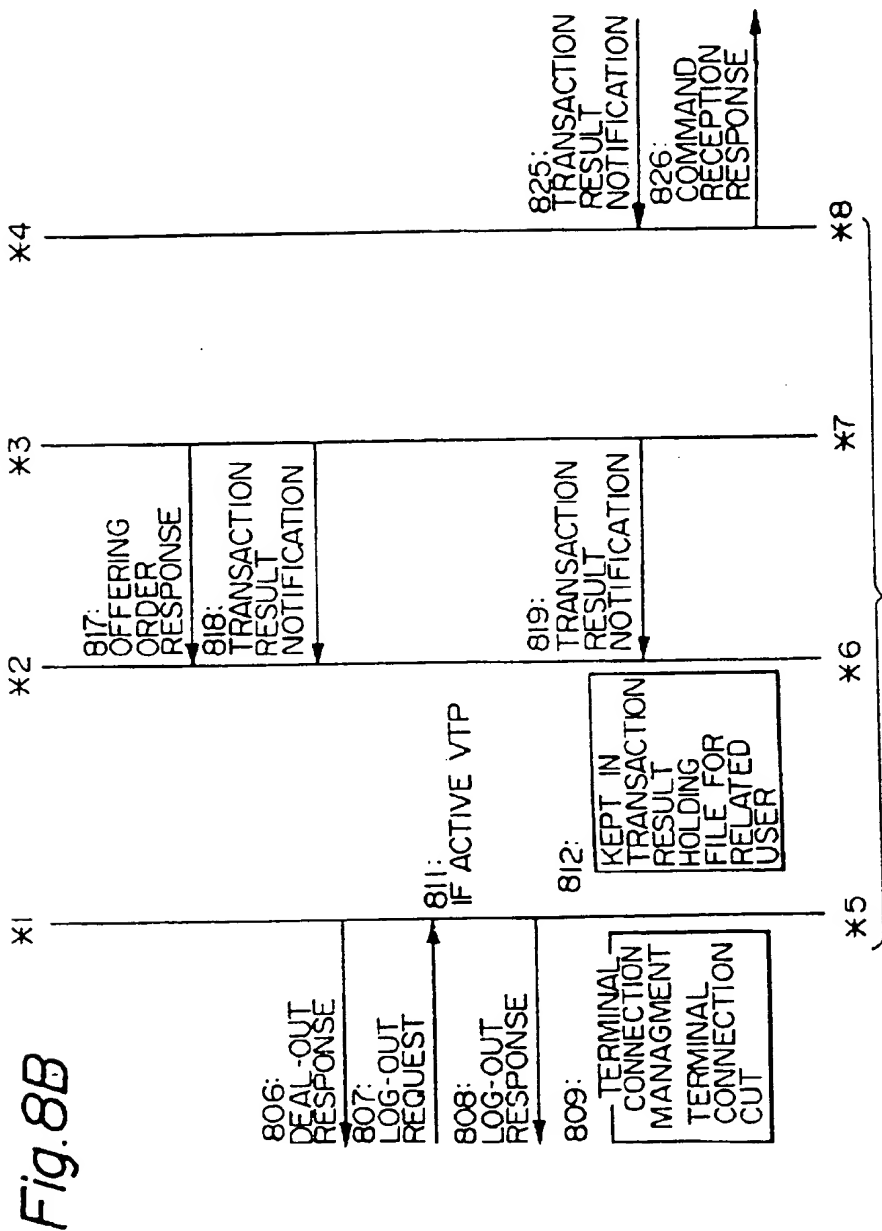 Fig.8B
*1
*2
*3
*4
806:
DEAL-OUT
RESPONSE
807:
LOG-OUT
REQUEST
808:
LOG-OUT
RESPONSE
809:
TERMINAL
CONNECTION
MANAGMENT
TERMINAL
CONNECTION
CUT
811:
IF ACTIVE VTP
812:
KEPT IN
TRANSACTION
RESULT
HOLDING
FILE FOR
RELATED
USER
817:
OFFERING
ORDER
RESPONSE
818:
TRANSACTION
RESULT
NOTIFICATION
819:
TRANSACTION
RESULT
NOTIFICATION
825:
TRANSACTION
RESULT
NOTIFICATION
826:
COMMAND
RECEPTION
RESPONSE
*5
*6
*7
*8